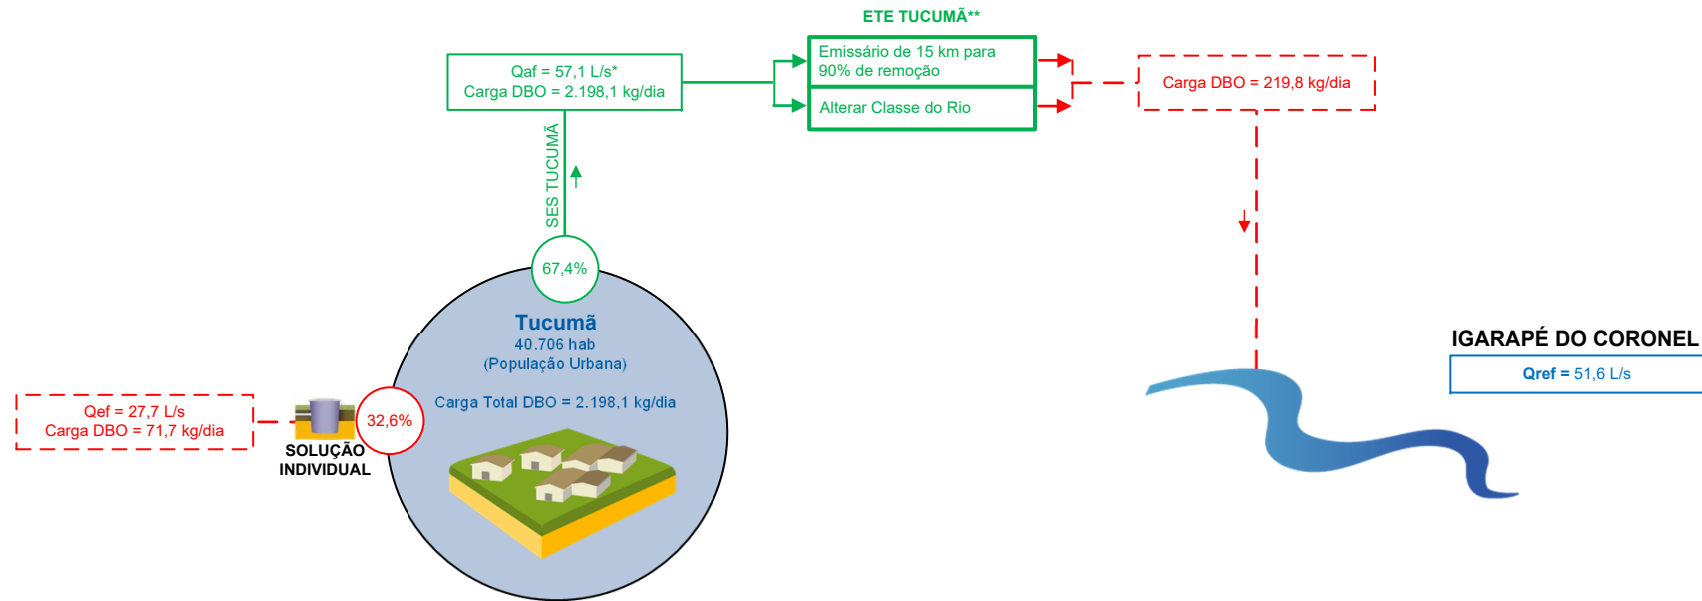 ETE TUCUMÃ**
Emissário de 15 km para
90% de remoção
Alterar Classe do Rio
Qaf = 57,1 L/s*
Carga DBO = 2.198,1 kg/dia
Carga DBO = 219,8 kg/dia
SES TUCUMÃ
67,4%
Tucumã
40.706 hab
(População Urbana)
Carga Total DBO = 2.198,1 kg/dia
32,6%
Qef = 27,7 L/s
Carga DBO = 71,7 kg/dia
SOLUÇÃO
INDIVIDUAL
IGARAPÉ DO CORONEL
Qref = 51,6 L/s